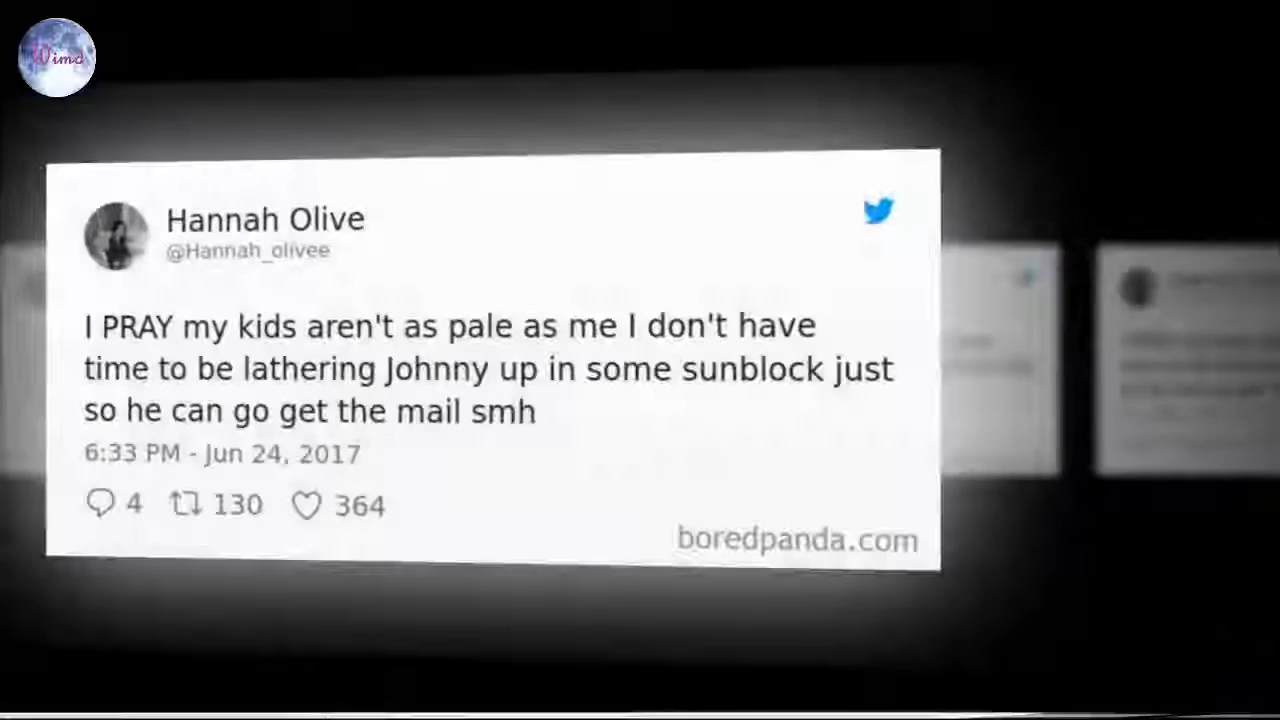 Wimd
Hannah Olive
@Hannah_olivee
I PRAY my kids aren't as pale as me I don't have
time to be lathering Johnny up in some sunblock just
so he can go get the mail smh
6:33 PM - Jun 24, 2017
4 130 364
boredpanda.com